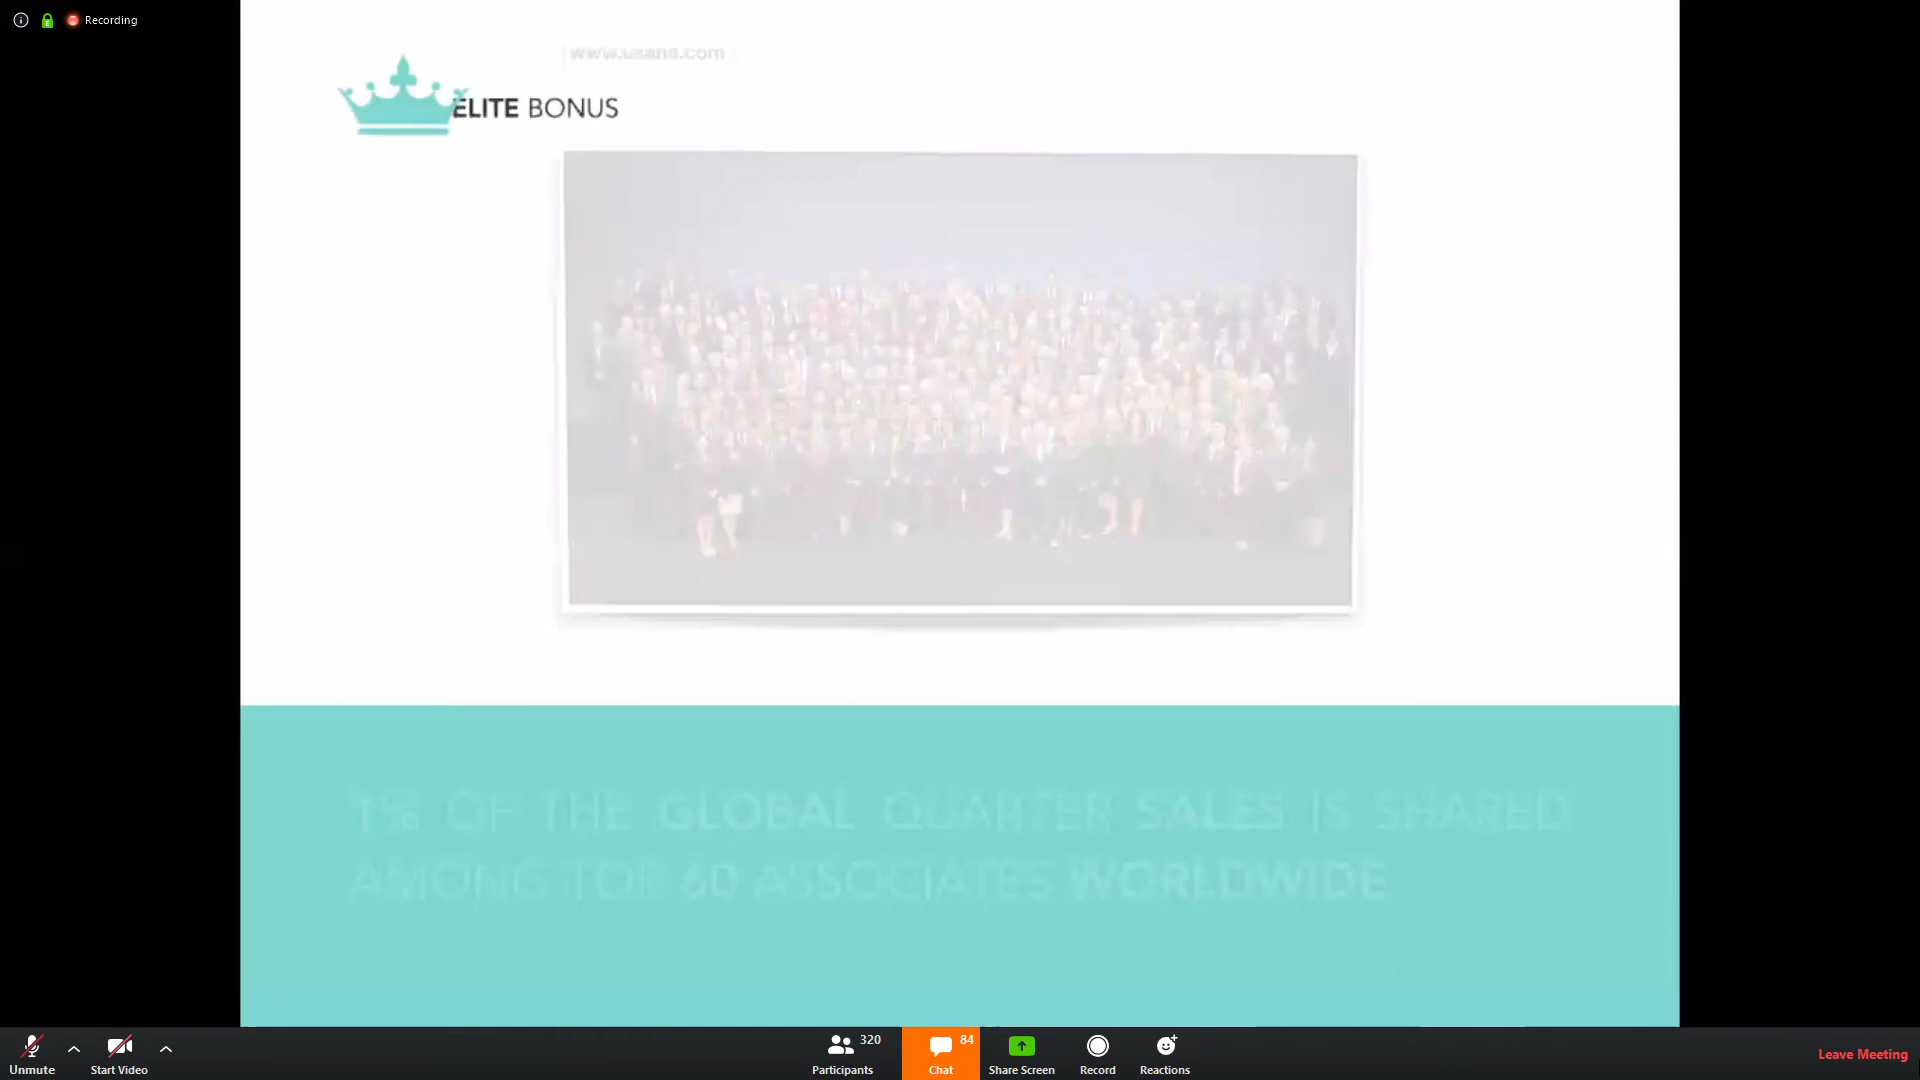 Recording
www.usana.com
ELITE BONUS
1% OF THE GLOBAL QUARTER SALES IS SHARED
AMONG TOP 60 ASSOCIATES WORLDWIDE
320
84
Unmute
Start Video
Participants
Chat
Share Screen
Record
Reactions
Leave Meeting